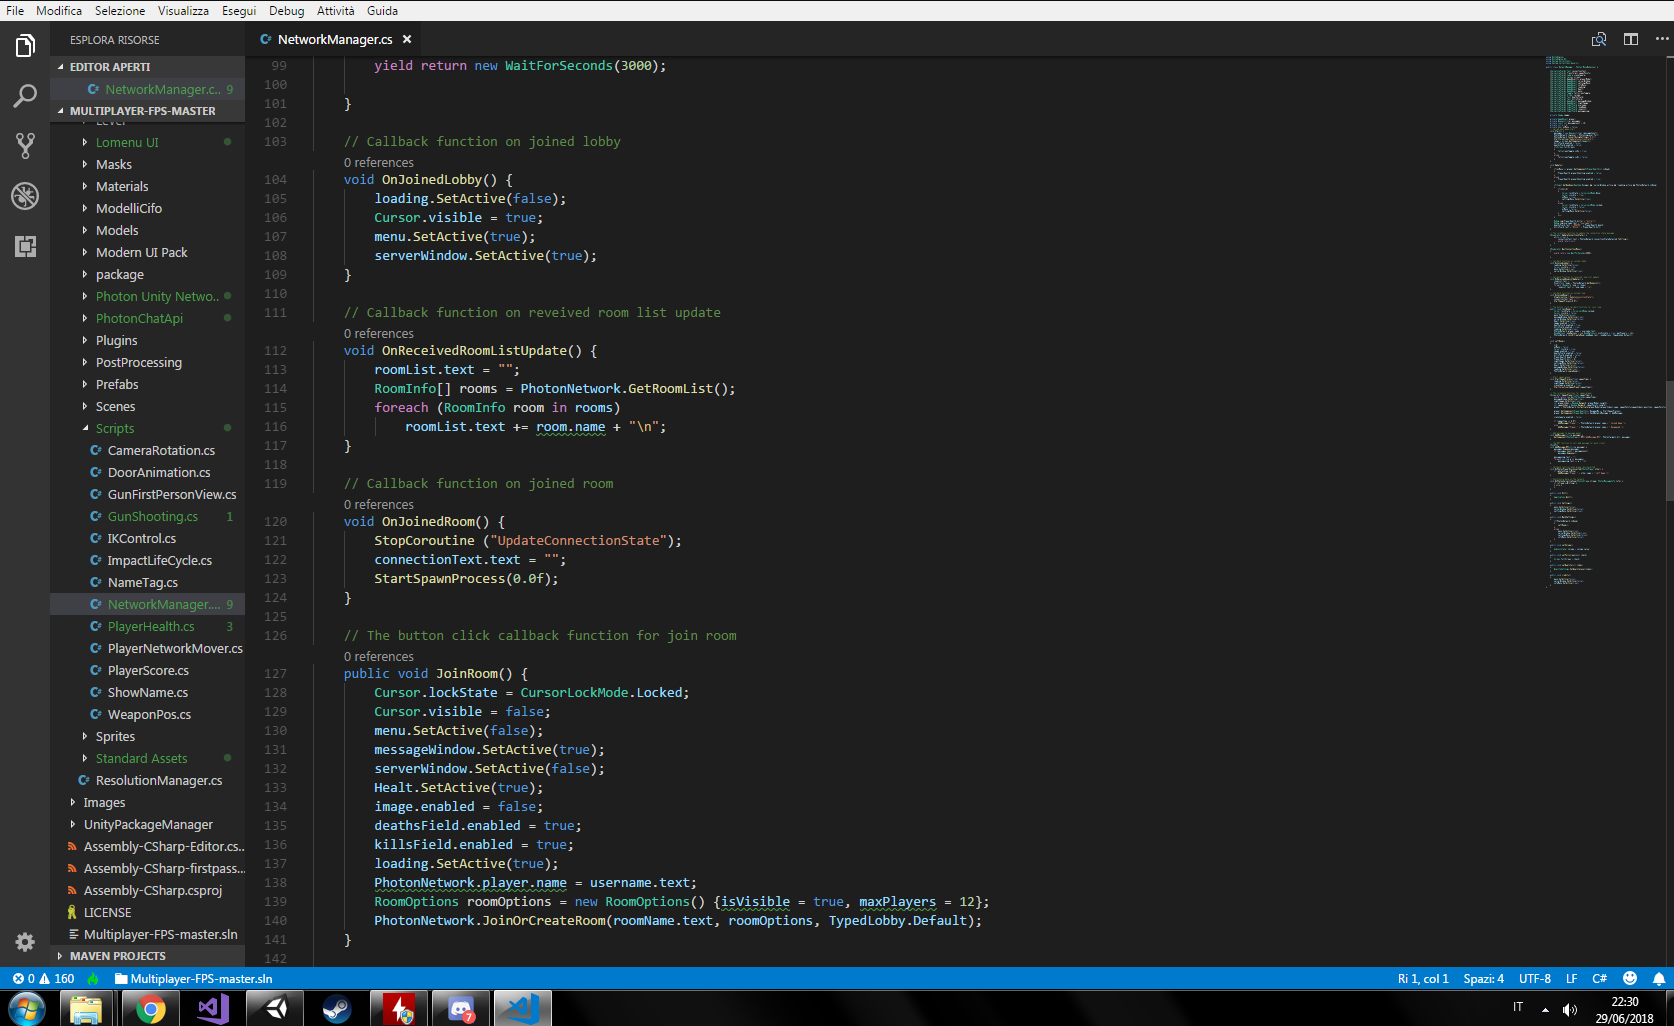 File Modifica Selezione Visualizza Esegui Debug Attività Guida
ESPLORA RISORSE
EDITOR APERTI
NetworkManager.c... 9
MULTIPLAYER-FPS-MASTER
Lomenu UI
Masks
Materials
ModelliCifo
Models
Modern UI Pack
package
Photon Unity Netwo...
PhotonChatApi
Plugins
PostProcessing
Prefabs
Scenes
Scripts
CameraRotation.cs
DoorAnimation.cs
GunFirstPersonView.cs
GunShooting.cs 1
IKControl.cs
ImpactLifeCycle.cs
NameTag.cs
NetworkManager.... 9
PlayerHealth.cs 3
PlayerNetworkMover.cs
PlayerScore.cs
ShowName.cs
WeaponPos.cs
Sprites
Standard Assets
ResolutionManager.cs
Images
UnityPackageManager
Assembly-CSharp-Editor.cs...
Assembly-CSharp-firstpass...
Assembly-CSharp.csproj
LICENSE
Multiplayer-FPS-master.sln
MAVEN PROJECTS
NetworkManager.cs ×
99 yield return new WaitForSeconds(3000);
100
101 }
102
103 // Callback function on joined lobby
0 references
104 void OnJoinedLobby() {
105 loading.SetActive(false);
106 Cursor.visible = true;
107 menu.SetActive(true);
108 serverWindow.SetActive(true);
109 }
110
111 // Callback function on reveived room list update
0 references
112 void OnReceivedRoomListUpdate() {
113 roomList.text = "";
114 RoomInfo[] rooms = PhotonNetwork.GetRoomList();
115 foreach (RoomInfo room in rooms)
116 roomList.text += room.name + "\n";
117 }
118
119 // Callback function on joined room
0 references
120 void OnJoinedRoom() {
121 StopCoroutine ("UpdateConnectionState");
122 connectionText.text = "";
123 StartSpawnProcess(0.0f);
124 }
125
126 // The button click callback function for join room
0 references
127 public void JoinRoom() {
128 Cursor.lockState = CursorLockMode.Locked;
129 Cursor.visible = false;
130 menu.SetActive(false);
131 messageWindow.SetActive(true);
132 serverWindow.SetActive(false);
133 Healt.SetActive(true);
134 image.enabled = false;
135 deathsField.enabled = true;
136 killsField.enabled = true;
137 loading.SetActive(true);
138 PhotonNetwork.player.name = username.text;
139 RoomOptions roomOptions = new RoomOptions() {isVisible = true, maxPlayers = 12};
140 PhotonNetwork.JoinOrCreateRoom(roomName.text, roomOptions, TypedLobby.Default);
141 }
142
0 160 Multiplayer-FPS-master.sln Ri 1, col 1 Spazi: 4 UTF-8 LF C#
7 IT 22:30
29/06/2018